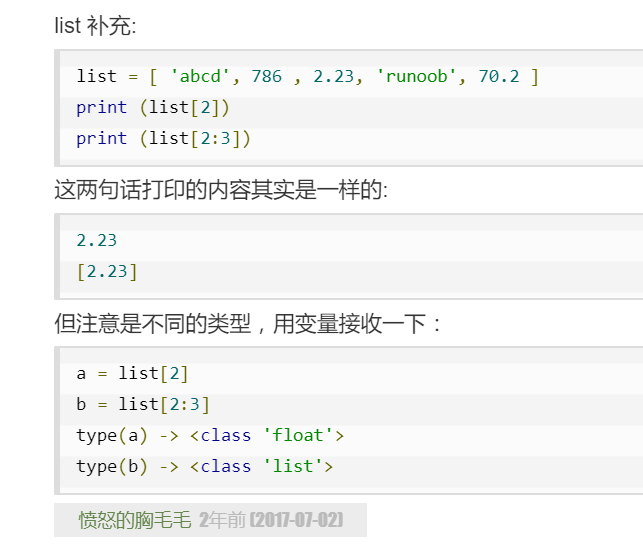 list 补充:
list = [ 'abcd', 786 , 2.23, 'runoob', 70.2 ]
print (list[2])
print (list[2:3])
这两句话打印的内容其实是一样的:
2.23
[2.23]
但注意是不同的类型，用变量接收一下：
a = list[2]
b = list[2:3]
type(a) -> <class 'float'>
type(b) -> <class 'list'>
愤怒的胸毛毛 2年前 (2017-07-02)